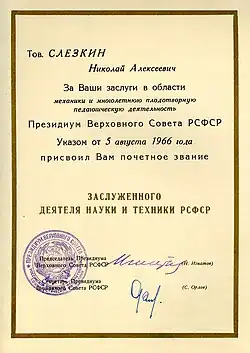 Тов. СЛЕЗКИН
Николай Алексеевич
За Ваши заслуги в области
механики и многолетнюю плодотворную
педагогическую деятельность
Президиум Верховного Совета РСФСР
Указом от 5 августа 1966 года
присвоил Вам почетное звание
ЗАСЛУЖЕННОГО
ДЕЯТЕЛЯ НАУКИ И ТЕХНИКИ РСФСР
Председатель Президиума
Верховного Совета РСФСР
(Н. Игнатов)
Секретарь Президиума
Верховного Совета РСФСР
(С. Орлов)